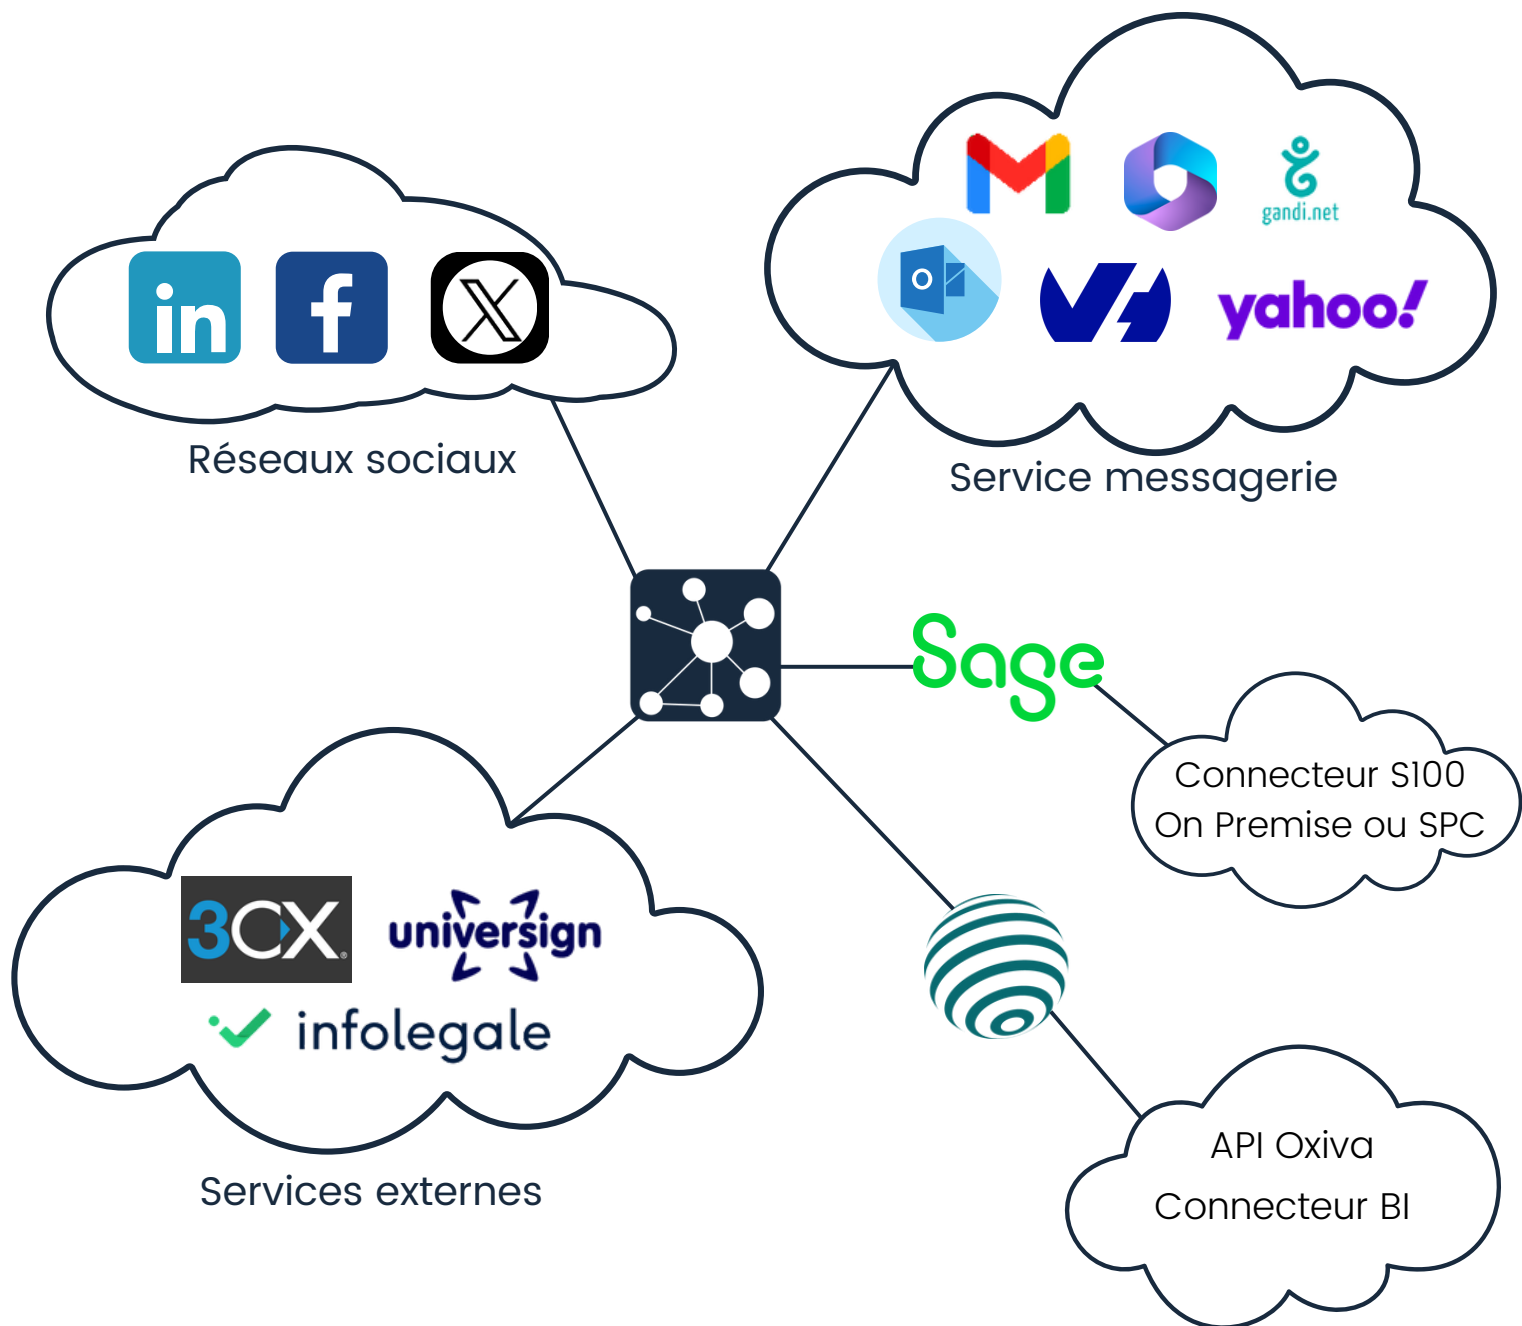 in
f
X
gandi.net
yahoo!
Réseaux sociaux
Service messagerie
Sage
Connecteur S100
On Premise ou SPC
3CX
universign
infolegale
Services externes
API Oxiva
Connecteur BI